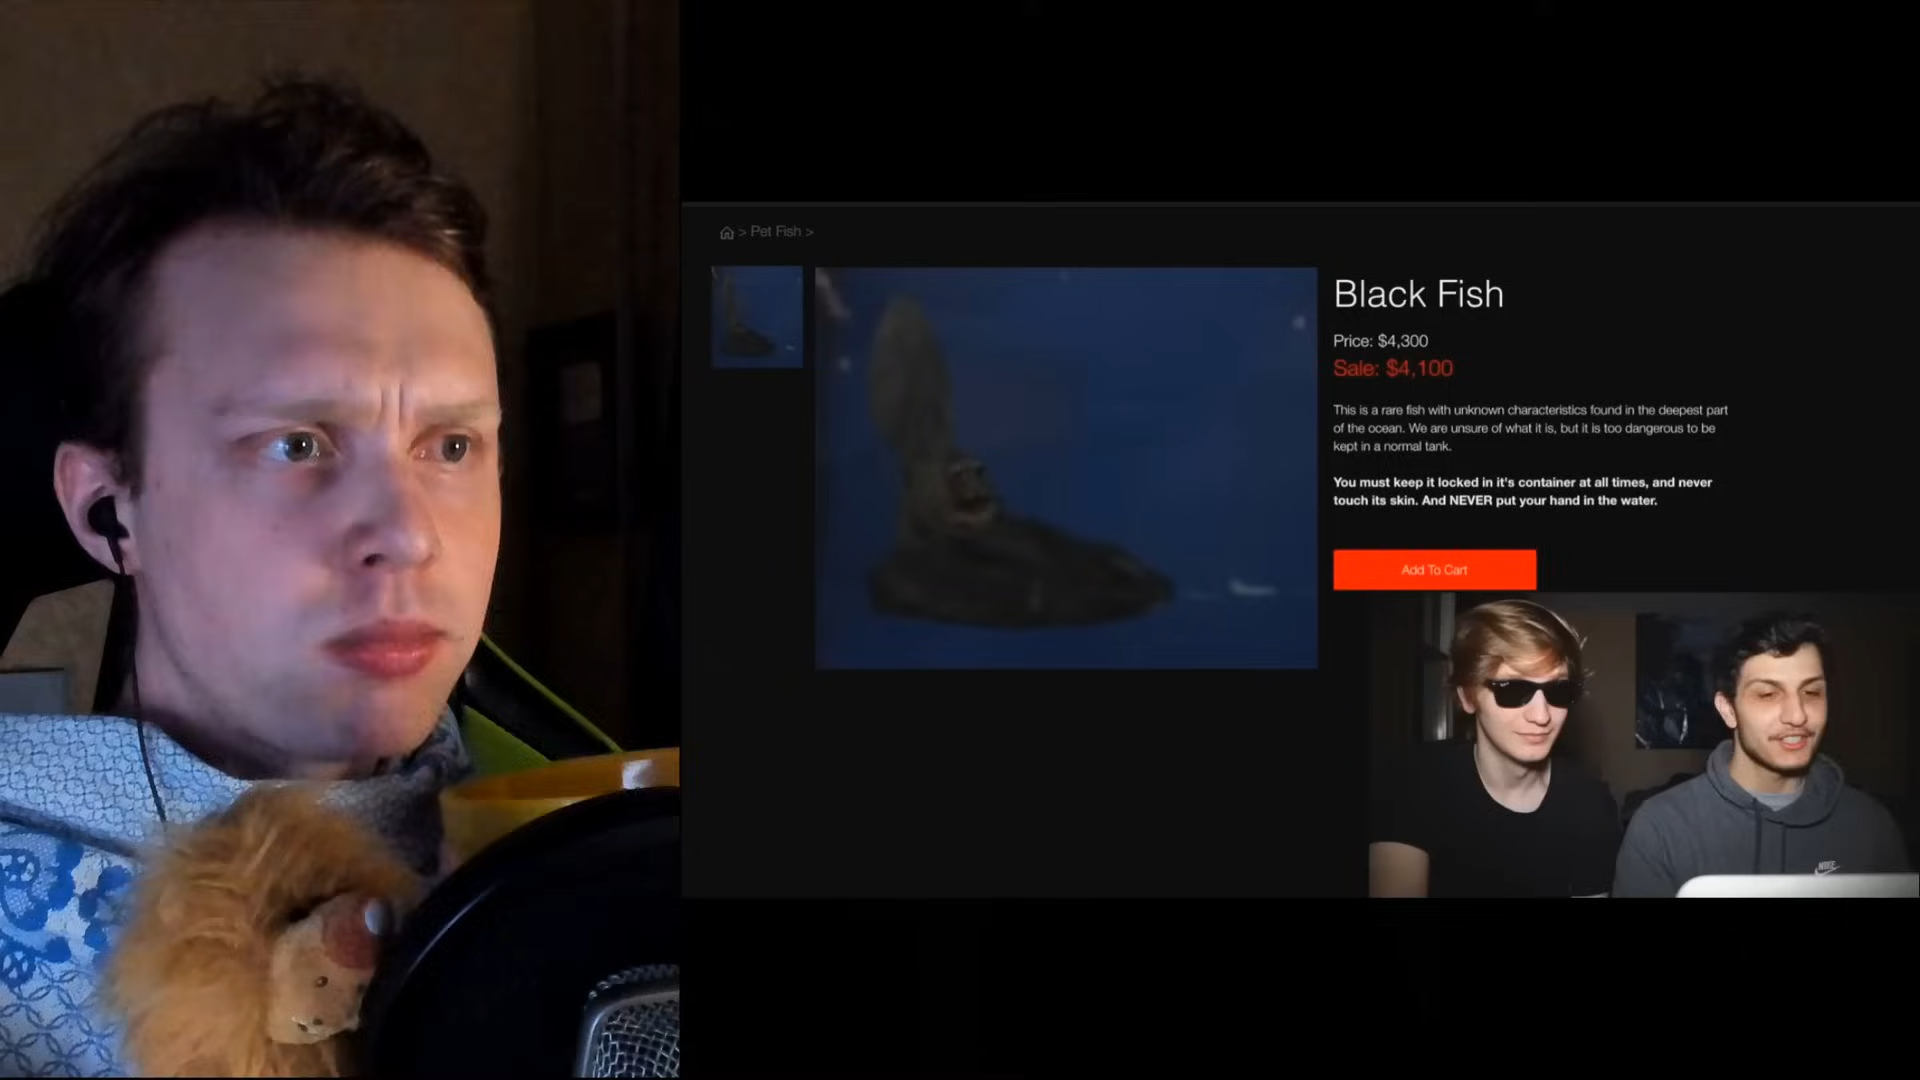 > Pet Fish >
Black Fish
Price: $4,300
Sale: $4,100
This is a rare fish with unknown characteristics found in the deepest part
of the ocean. We are unsure of what it is, but it is too dangerous to be
kept in a normal tank.
You must keep it locked in it's container at all times, and never
touch its skin. And NEVER put your hand in the water.
Add To Cart
NIKE